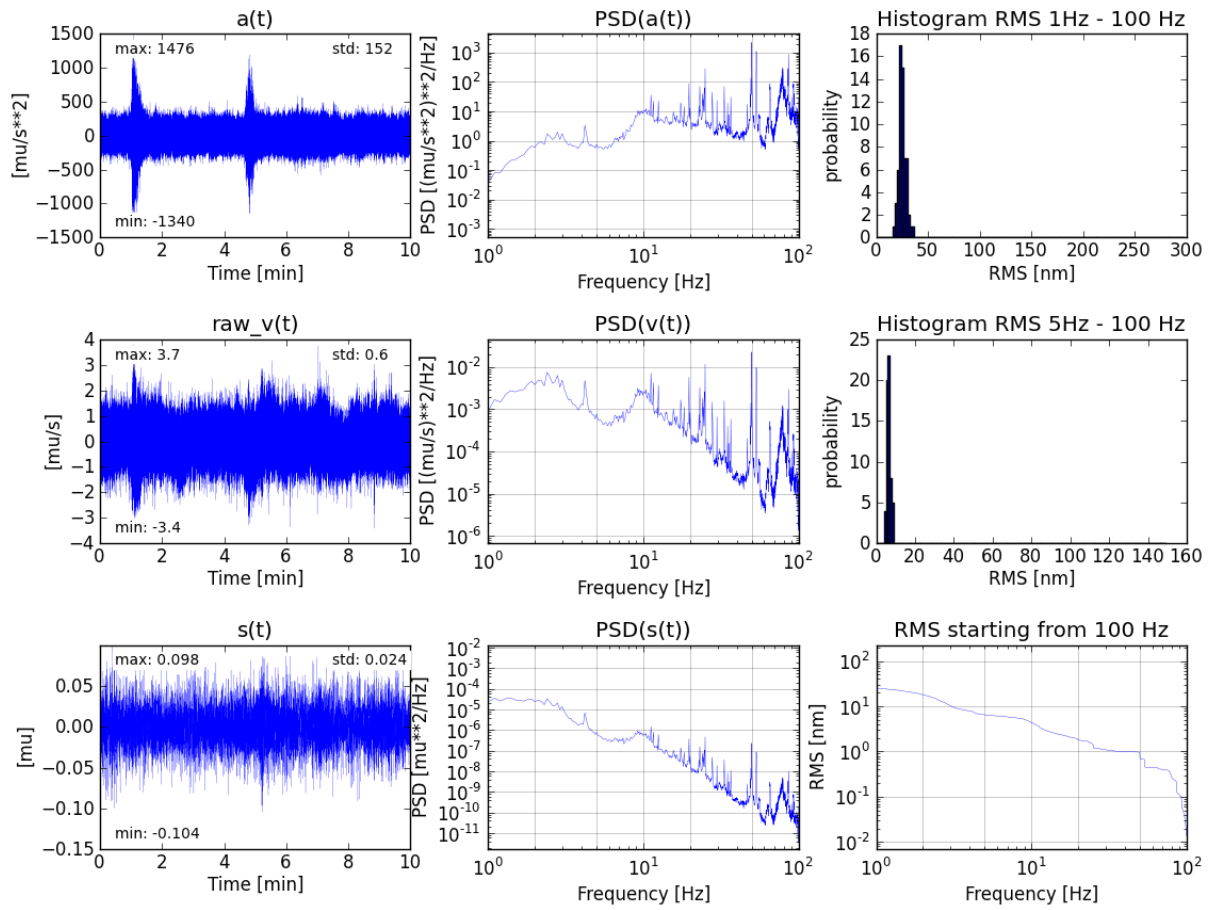 a(t)
max: 1476
std: 152
min: -1340
[mu/s**2]
1500
1000
500
0
−500
−1000
−1500
0 2 4 6 8 10
Time [min]
PSD(a(t))
PSD [(mu/s**2)**2/Hz]
10^3
10^2
10^1
10^0
10^-1
10^-2
10^-3
10^0 10^1 10^2
Frequency [Hz]
Histogram RMS 1Hz - 100 Hz
probability
18
16
14
12
10
8
6
4
2
0
0 50 100 150 200 250 300
RMS [nm]
raw_v(t)
max: 3.7
std: 0.6
min: -3.4
[mu/s]
4
3
2
1
0
−1
−2
−3
−4
0 2 4 6 8 10
Time [min]
PSD(v(t))
PSD [(mu/s)**2/Hz]
10^-2
10^-3
10^-4
10^-5
10^-6
10^0 10^1 10^2
Frequency [Hz]
Histogram RMS 5Hz - 100 Hz
probability
25
20
15
10
5
0
0 20 40 60 80 100 120 140 160
RMS [nm]
s(t)
max: 0.098
std: 0.024
min: -0.104
[mu]
0.05
0.00
−0.05
−0.10
−0.15
0 2 4 6 8 10
Time [min]
PSD(s(t))
PSD [mu**2/Hz]
10^-2
10^-3
10^-4
10^-5
10^-6
10^-7
10^-8
10^-9
10^-10
10^-11
10^0 10^1 10^2
Frequency [Hz]
RMS starting from 100 Hz
RMS [nm]
10^2
10^1
10^0
10^-1
10^-2
10^0 10^1 10^2
Frequency [Hz]